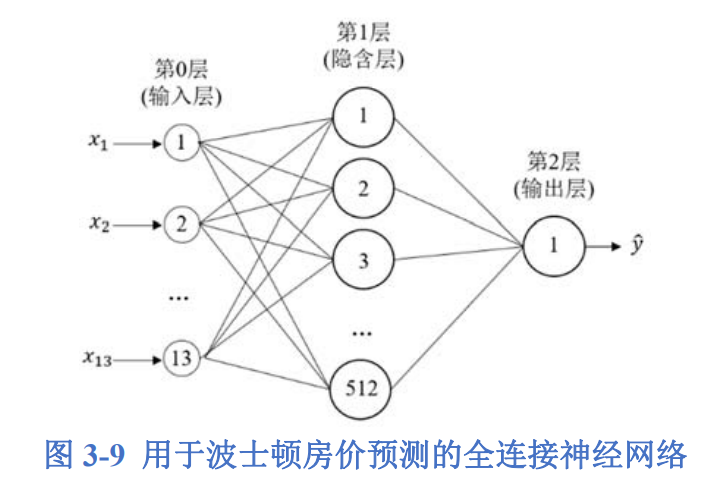 第0层
(输入层)
x₁
1
x₂
2
...
x₁₃
13
第1层
(隐含层)
1
2
3
...
512
第2层
(输出层)
1
ŷ
图 3-9 用于波士顿房价预测的全连接神经网络